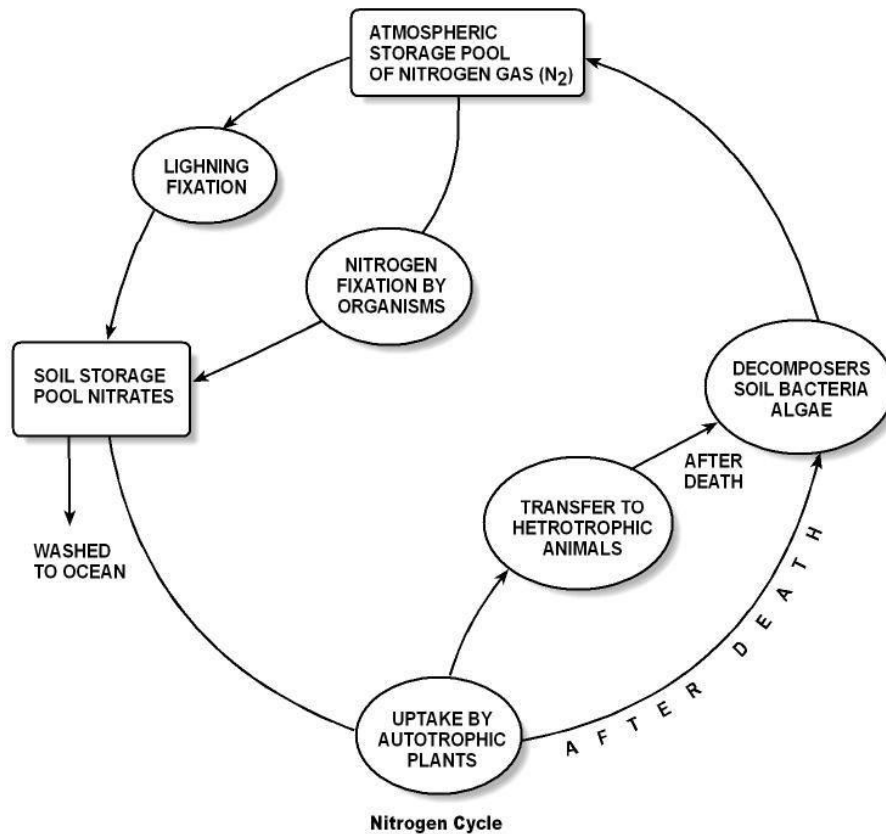 ATMOSPHERIC
STORAGE POOL
OF NITROGEN GAS (N₂)
LIGHNING
FIXATION
NITROGEN
FIXATION BY
ORGANISMS
SOIL STORAGE
POOL NITRATES
DECOMPOSERS
SOIL BACTERIA
ALGAE
AFTER
DEATH
TRANSFER TO
HETROTROPHIC
ANIMALS
WASHED
TO OCEAN
UPTAKE BY
AUTOTROPHIC
PLANTS
AFTER DEATH
Nitrogen Cycle